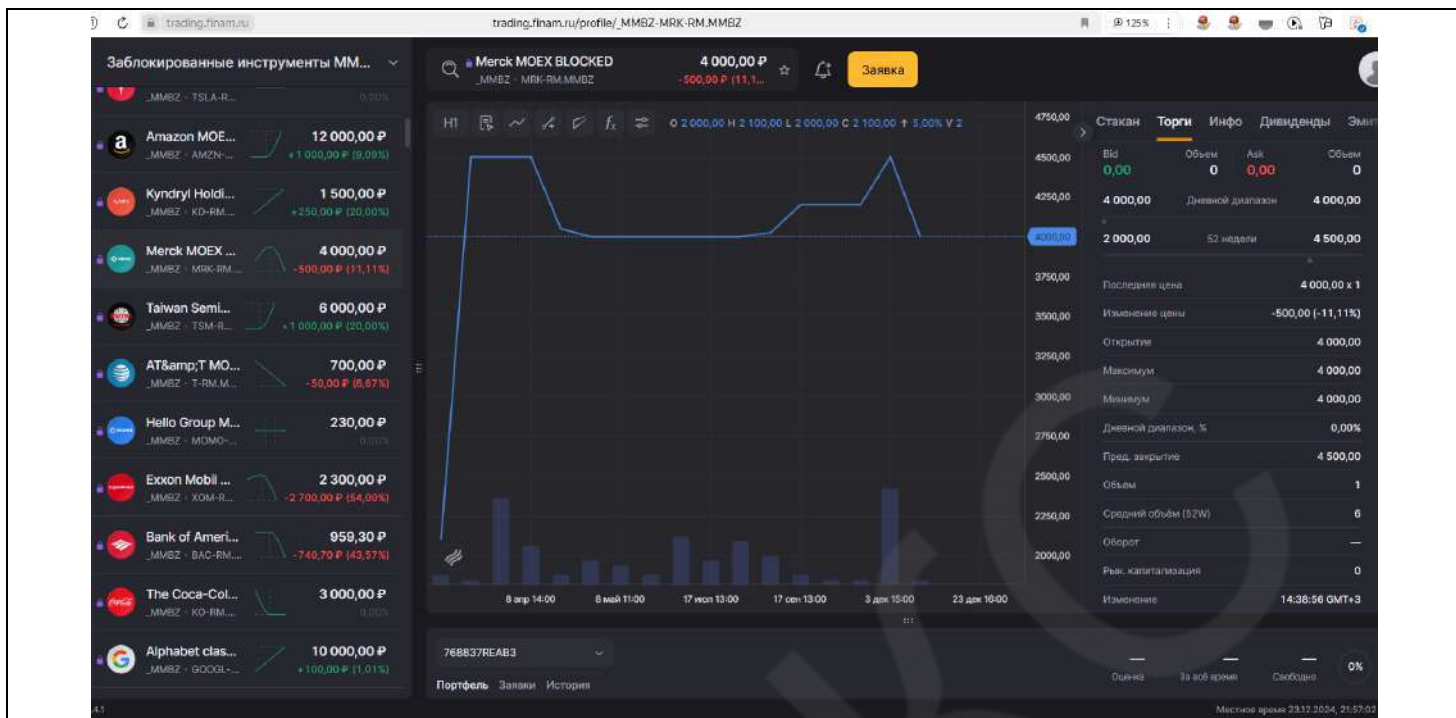 trading.finam.ru
trading.finam.ru/profile/_MMBZ-MRK-RM.MMBZ
125%
Заблокированные инструменты ММ...
_MMBZ · TSLA-R...
0,00%
Amazon MOE...
12 000,00 ₽
_MMBZ · AMZN-...
+1 000,00 ₽ (9,09%)
Kyndryl Holdi...
1 500,00 ₽
_MMBZ · KD-RM....
+250,00 ₽ (20,00%)
Merck MOEX ...
4 000,00 ₽
_MMBZ · MRK-RM....
-500,00 ₽ (11,11%)
Taiwan Semi...
6 000,00 ₽
_MMBZ · TSM-R...
+1 000,00 ₽ (20,00%)
AT&amp;T MO...
700,00 ₽
_MMBZ · T-RM.M...
-50,00 ₽ (6,67%)
Hello Group M...
230,00 ₽
_MMBZ · MOMO-...
0,00%
Exxon Mobil ...
2 300,00 ₽
_MMBZ · XOM-R...
-2 700,00 ₽ (54,00%)
Bank of Ameri...
959,30 ₽
_MMBZ · BAC-RM....
-740,70 ₽ (43,57%)
The Coca-Col...
3 000,00 ₽
_MMBZ · KO-RM....
0,00%
Alphabet clas...
10 000,00 ₽
_MMBZ · GOOGL-...
+100,00 ₽ (1,01%)
Merck MOEX BLOCKED
_MMBZ · MRK-RM.MMBZ
4 000,00 ₽
-500,00 ₽ (11,1...
Заявка
H1
O 2 000,00 H 2 100,00 L 2 000,00 C 2 100,00 ↑ 5,00% V 2
4750,00
4500,00
4250,00
4000,00
3750,00
3500,00
3250,00
3000,00
2750,00
2500,00
2250,00
2000,00
8 апр 14:00
8 май 11:00
17 июл 13:00
17 сен 13:00
3 дек 15:00
23 дек 16:00
Стакан Торги Инфо Дивиденды Эмит
Bid Объем Ask Объем
0,00 0 0,00 0
4 000,00 Дневной диапазон 4 000,00
2 000,00 52 недели 4 500,00
Последняя цена 4 000,00 x 1
Изменение цены -500,00 (-11,11%)
Открытие 4 000,00
Максимум 4 000,00
Минимум 4 000,00
Дневной диапазон, % 0,00%
Пред. закрытие 4 500,00
Объём 1
Средний объём (52W) 6
Оборот —
Рын. капитализация 0
Изменение 14:38:56 GMT+3
768837REAB3
Портфель Заявки История
— — — 0%
Оценка За всё время Свободно
4.1
Местное время 23.12.2024, 21:57:02